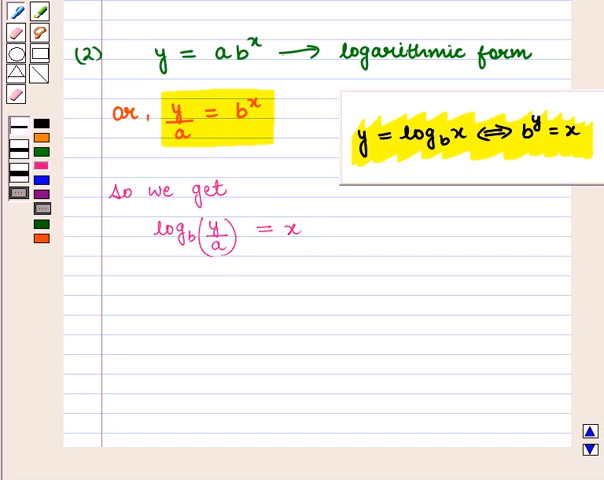 (2) y = ab^x → logarithmic form
or, y/a = b^x
y = log_b x ⇔ b^y = x
so we get
log_b(y/a) = x